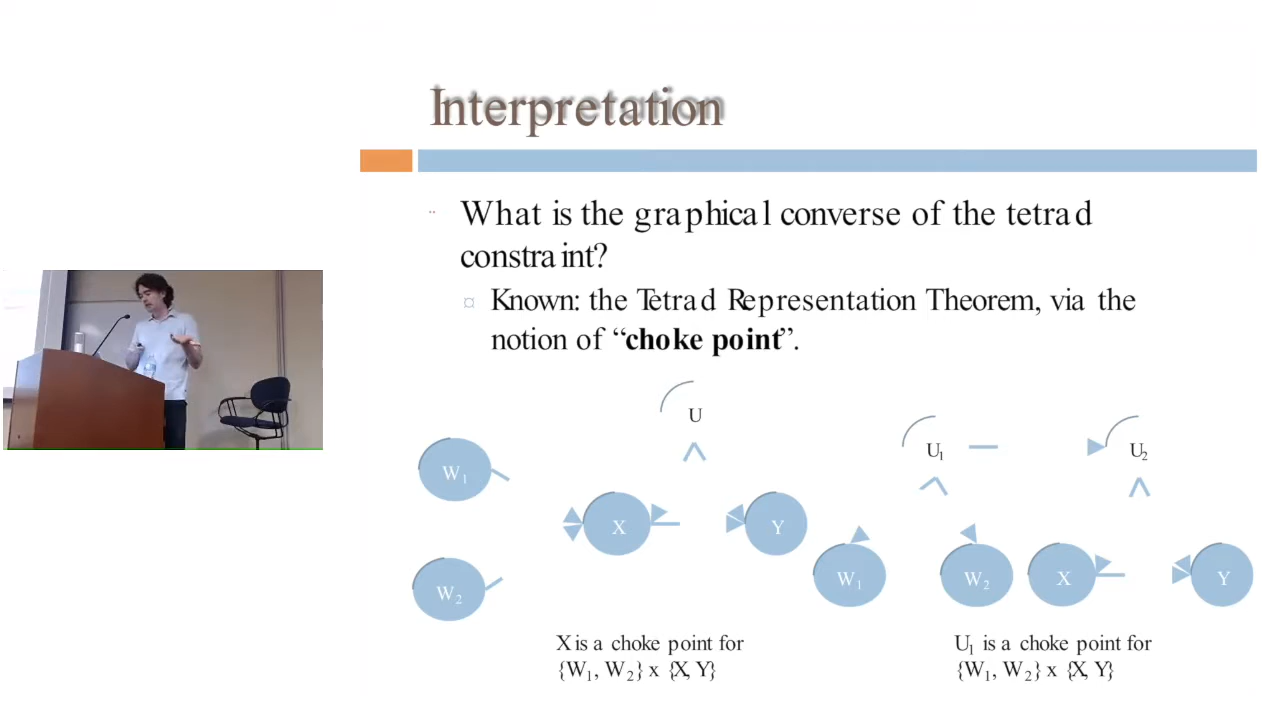 Interpretation
What is the graphical converse of the tetrad
constraint?
Known: the Tetrad Representation Theorem, via the
notion of “choke point”.
U
W1
X
Y
W2
U1
U2
W1
W2
X
Y
X is a choke point for
{W1, W2} x {X, Y}
U1 is a choke point for
{W1, W2} x {X, Y}